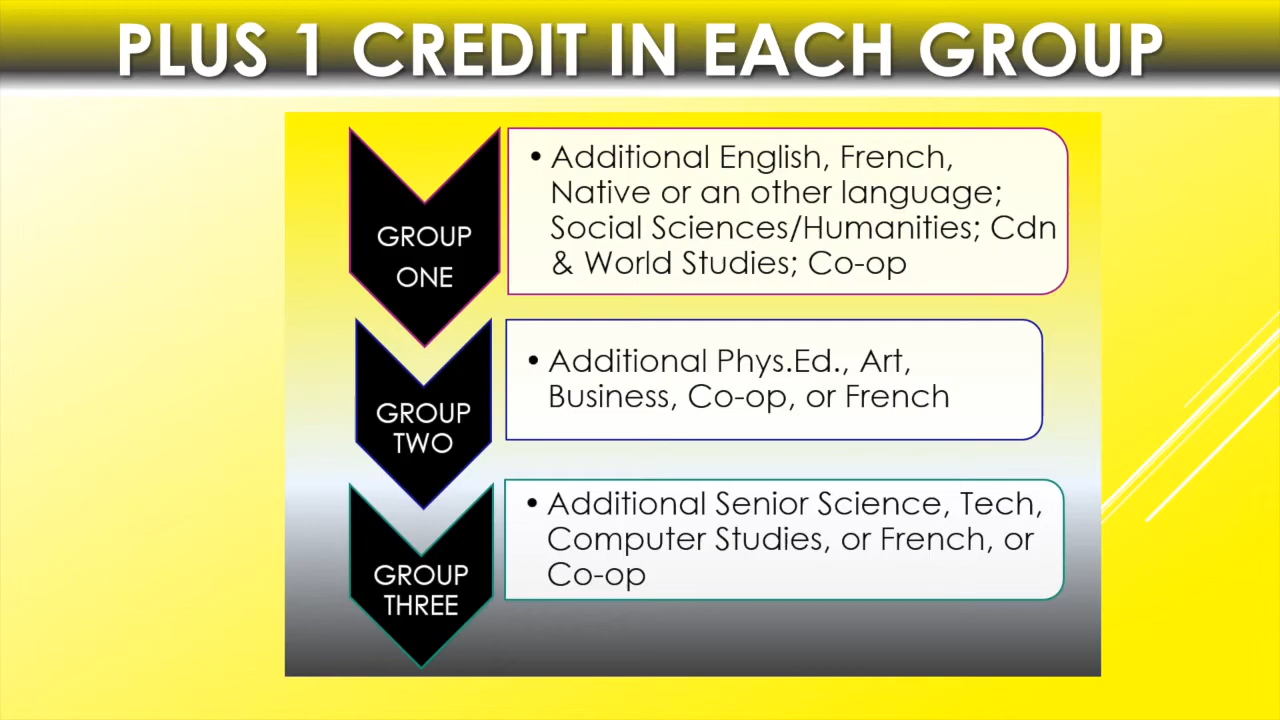 PLUS 1 CREDIT IN EACH GROUP
GROUP
ONE
• Additional English, French,
Native or an other language;
Social Sciences/Humanities; Cdn
& World Studies; Co-op
GROUP
TWO
• Additional Phys.Ed., Art,
Business, Co-op, or French
GROUP
THREE
• Additional Senior Science, Tech,
Computer Studies, or French, or
Co-op